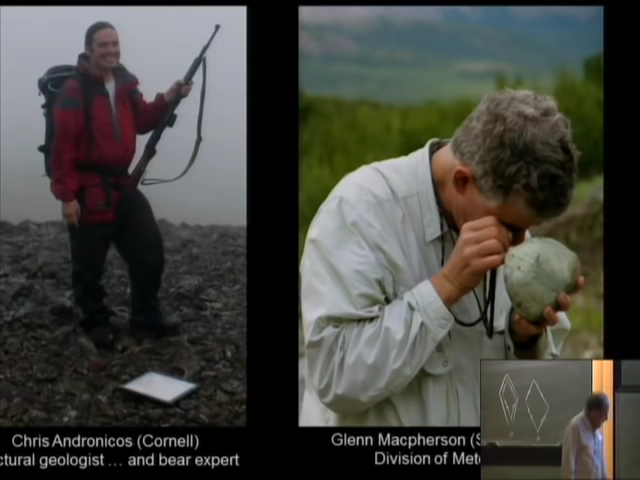 Chris Andronicos (Cornell)
ctural geologist ... and bear expert
Glenn Macpherson (S
Division of Met